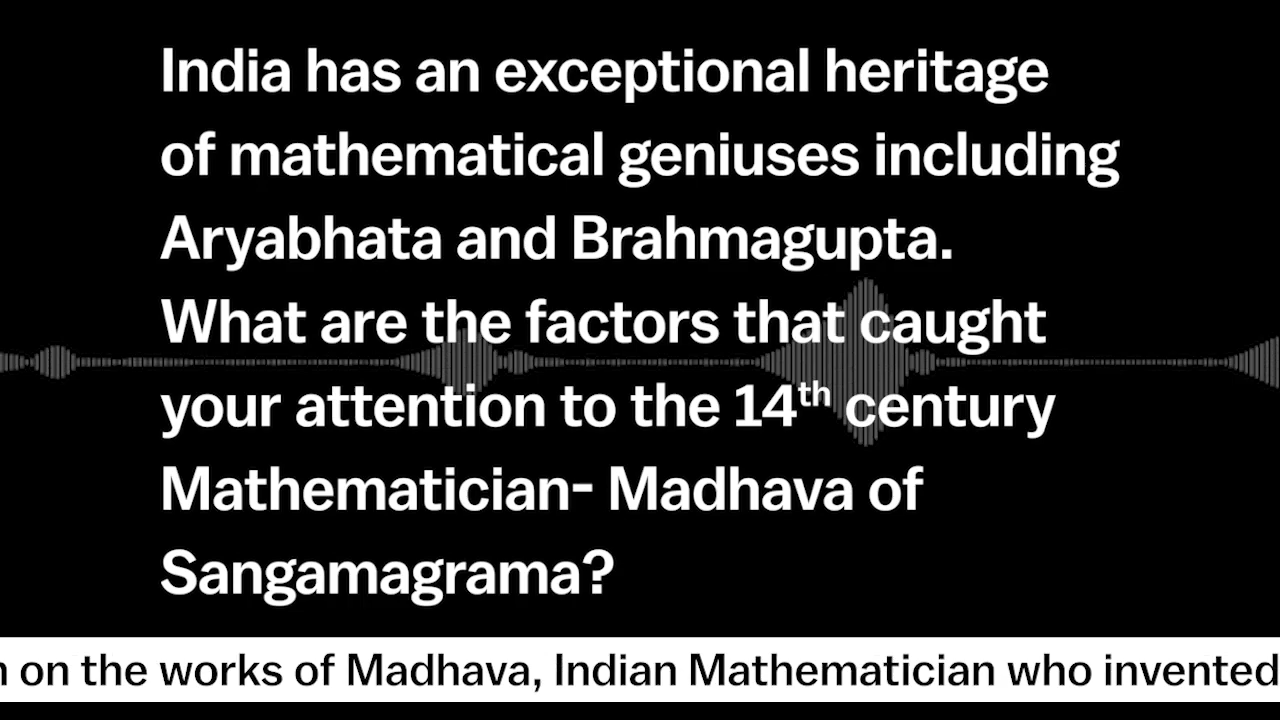 India has an exceptional heritage
of mathematical geniuses including
Aryabhata and Brahmagupta.
What are the factors that caught
your attention to the 14th century
Mathematician- Madhava of
Sangamagrama?
on the works of Madhava, Indian Mathematician who invented